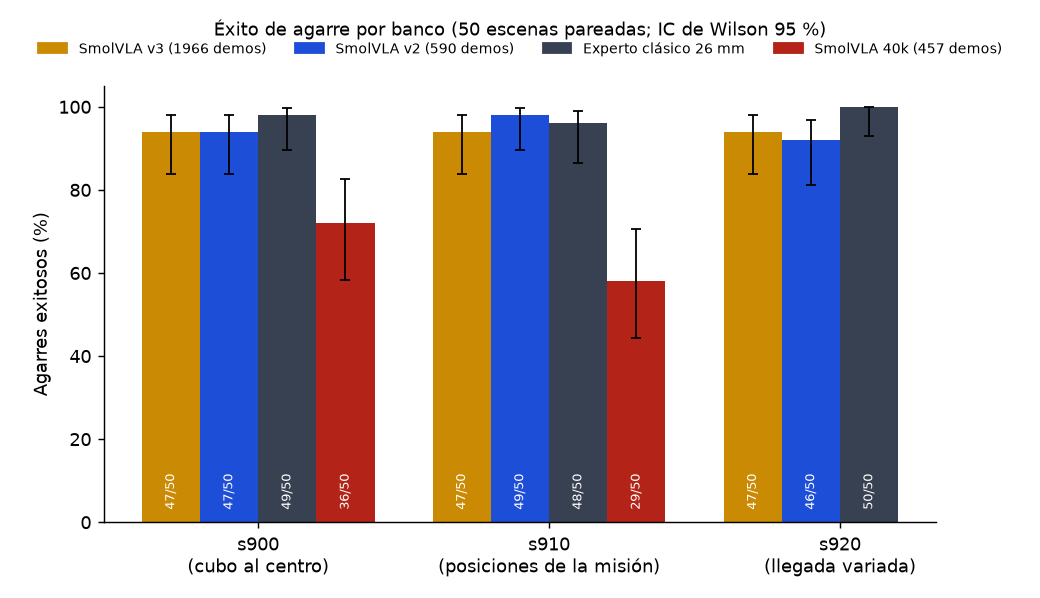 Éxito de agarre por banco (50 escenas pareadas; IC de Wilson 95 %)
SmolVLA v3 (1966 demos) SmolVLA v2 (590 demos) Experto clásico 26 mm SmolVLA 40k (457 demos)
Agarres exitosos (%)
100
80
60
40
20
0
47/50 47/50 49/50 36/50 47/50 49/50 48/50 29/50 47/50 46/50 50/50
s900 s910 s920
(cubo al centro) (posiciones de la misión) (llegada variada)